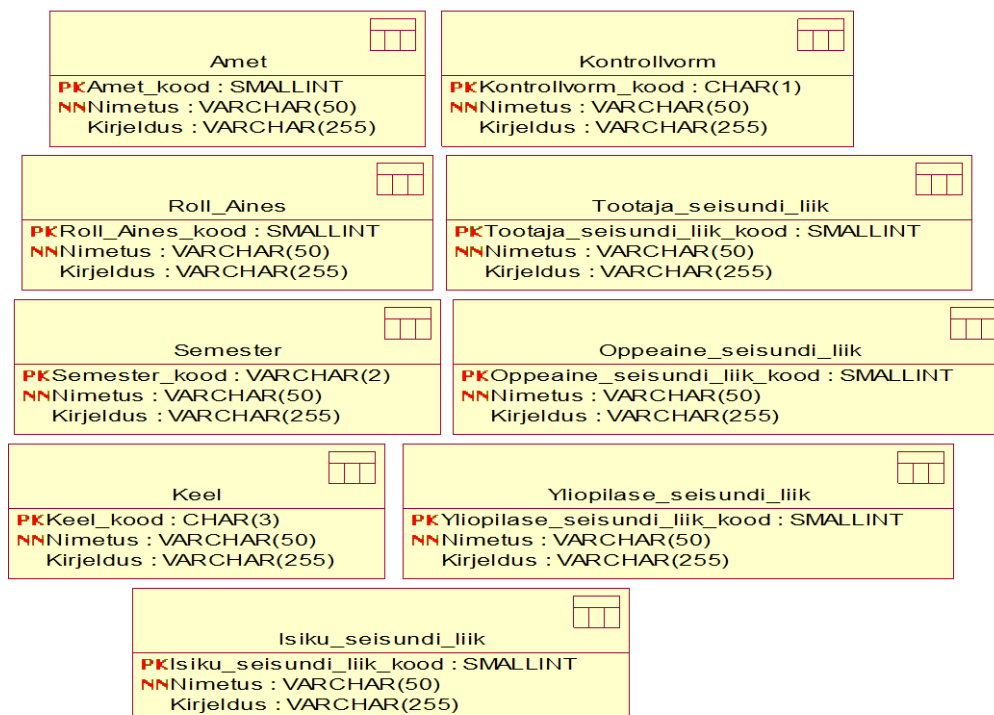 Amet
PKAmet_kood : SMALLINT
NNNimetus : VARCHAR(50)
Kirjeldus : VARCHAR(255)
Kontrollvorm
PKKontrollvorm_kood : CHAR(1)
NNNimetus : VARCHAR(50)
Kirjeldus : VARCHAR(255)
Roll_Aines
PKRoll_Aines_kood : SMALLINT
NNNimetus : VARCHAR(50)
Kirjeldus : VARCHAR(255)
Tootaja_seisundi_liik
PKTootaja_seisundi_liik_kood : SMALLINT
NNNimetus : VARCHAR(50)
Kirjeldus : VARCHAR(255)
Semester
PKSemester_kood : VARCHAR(2)
NNNimetus : VARCHAR(50)
Kirjeldus : VARCHAR(255)
Oppeaine_seisundi_liik
PKOppeaine_seisundi_liik_kood : SMALLINT
NNNimetus : VARCHAR(50)
Kirjeldus : VARCHAR(255)
Keel
PKKeel_kood : CHAR(3)
NNNimetus : VARCHAR(50)
Kirjeldus : VARCHAR(255)
Yliopilase_seisundi_liik
PKYliopilase_seisundi_liik_kood : SMALLINT
NNNimetus : VARCHAR(50)
Kirjeldus : VARCHAR(255)
Isiku_seisundi_liik
PKIsiku_seisundi_liik_kood : SMALLINT
NNNimetus : VARCHAR(50)
Kirjeldus : VARCHAR(255)